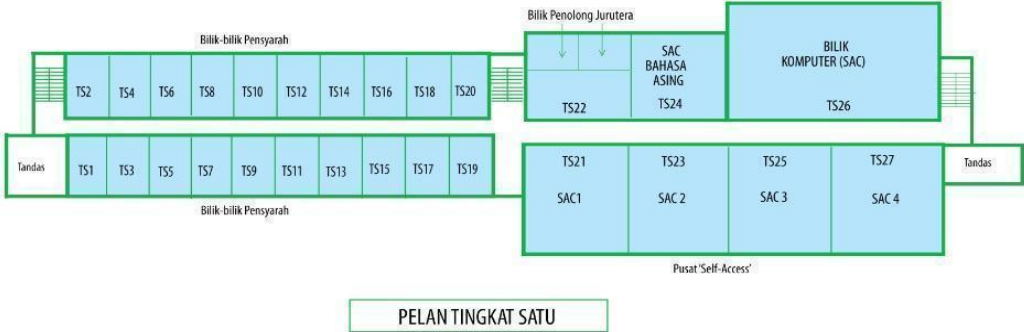 Bilik Penolong Jurutera
Bilik-bilik Pensyarah
SAC
BAHASA
ASING
TS24
BILIK
KOMPUTER (SAC)
TS26
TS2 TS4 TS6 TS8 TS10 TS12 TS14 TS16 TS18 TS20
TS22
Tandas
TS1 TS3 TS5 TS7 TS9 TS11 TS13 TS15 TS17 TS19
Bilik-bilik Pensyarah
TS21 TS23 TS25 TS27
SAC1 SAC 2 SAC 3 SAC 4
Tandas
Pusat 'Self-Access'
PELAN TINGKAT SATU